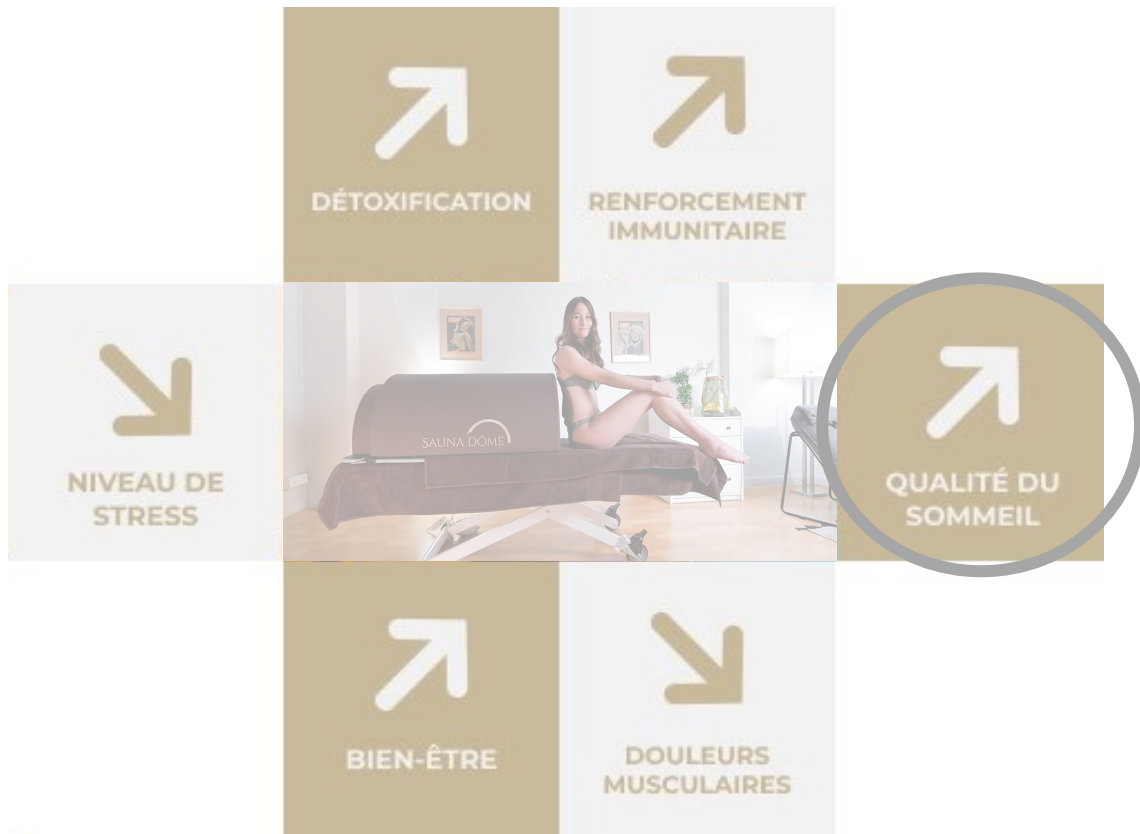 DÉTOXIFICATION
RENFORCEMENT
IMMUNITAIRE
NIVEAU DE
STRESS
SAUNA DÔME
QUALITÉ DU
SOMMEIL
BIEN-ÊTRE
DOULEURS
MUSCULAIRES